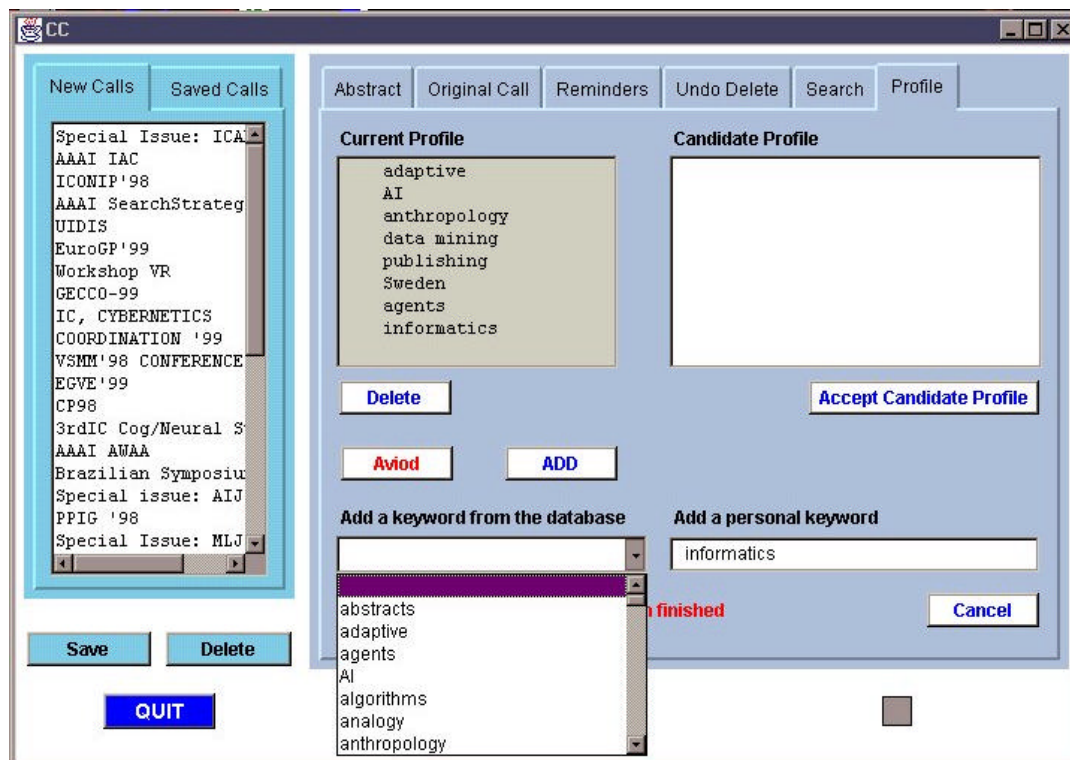 CC
New Calls
Saved Calls
Special Issue: ICA
AAAI IAC
ICONIP'98
AAAI SearchStrateg
UIDIS
EuroGP'99
Workshop VR
GECCO-99
IC, CYBERNETICS
COORDINATION '99
VSMM'98 CONFERENCE
EGVE'99
CP98
3rdIC Cog/Neural S
AAAI AWAA
Brazilian Symposiu
Special issue: AIJ
PPIG '98
Special Issue: MLJ
Save
Delete
QUIT
Abstract
Original Call
Reminders
Undo Delete
Search
Profile
Current Profile
adaptive
AI
anthropology
data mining
publishing
Sweden
agents
informatics
Delete
Candidate Profile
Accept Candidate Profile
Aviod
ADD
Add a keyword from the database
abstracts
adaptive
agents
AI
algorithms
analogy
anthropology
Add a personal keyword
informatics
finished
Cancel